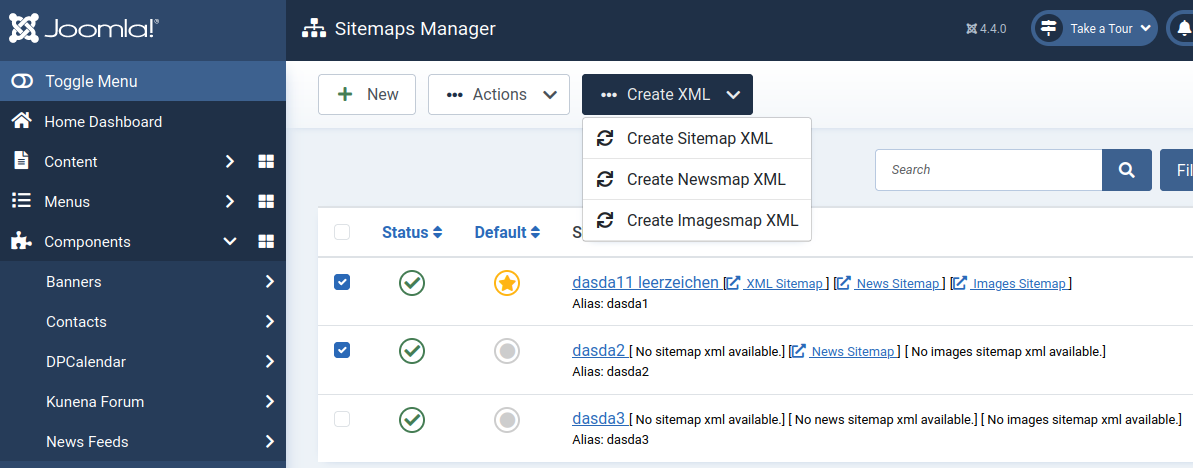 Joomla!®
Sitemaps Manager
4.4.0
Take a Tour
Toggle Menu
Home Dashboard
Content
Menus
Components
Banners
Contacts
DPCalendar
Kunena Forum
News Feeds
New
Actions
Create XML
Create Sitemap XML
Create Newsmap XML
Create Imagesmap XML
Search
Fil
Status
Default
S
dasda11 leerzeichen [ XML Sitemap ] [ News Sitemap ] [ Images Sitemap ]
Alias: dasda1
dasda2 [ No sitemap xml available.] [ News Sitemap ] [ No images sitemap xml available.]
Alias: dasda2
dasda3 [ No sitemap xml available.] [ No news sitemap xml available.] [ No images sitemap xml available.]
Alias: dasda3